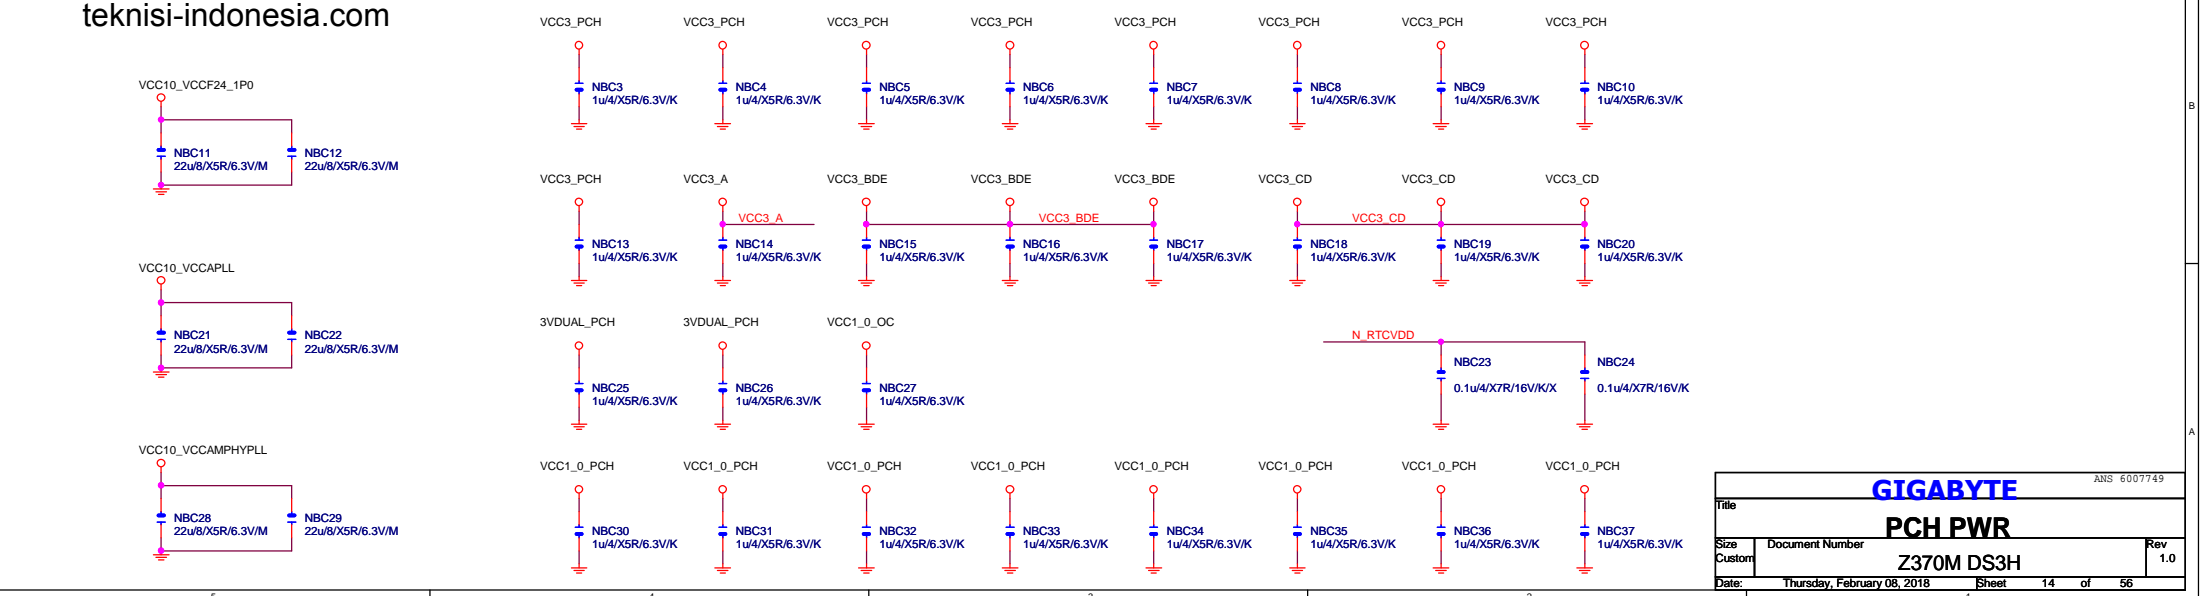 teknisi-indonesia.com
VCC3_PCH VCC3_PCH VCC3_PCH VCC3_PCH VCC3_PCH VCC3_PCH VCC3_PCH VCC3_PCH
NBC3 NBC4 NBC5 NBC6 NBC7 NBC8 NBC9 NBC10
1u/4/X5R/6.3V/K 1u/4/X5R/6.3V/K 1u/4/X5R/6.3V/K 1u/4/X5R/6.3V/K 1u/4/X5R/6.3V/K 1u/4/X5R/6.3V/K 1u/4/X5R/6.3V/K 1u/4/X5R/6.3V/K
VCC10_VCCF24_1P0
NBC11 NBC12
22u/8/X5R/6.3V/M 22u/8/X5R/6.3V/M
VCC3_PCH VCC3_A VCC3_BDE VCC3_BDE VCC3_BDE VCC3_CD VCC3_CD VCC3_CD
VCC3_A VCC3_BDE VCC3_CD
NBC13 NBC14 NBC15 NBC16 NBC17 NBC18 NBC19 NBC20
1u/4/X5R/6.3V/K 1u/4/X5R/6.3V/K 1u/4/X5R/6.3V/K 1u/4/X5R/6.3V/K 1u/4/X5R/6.3V/K 1u/4/X5R/6.3V/K 1u/4/X5R/6.3V/K 1u/4/X5R/6.3V/K
VCC10_VCCAPLL
NBC21 NBC22
22u/8/X5R/6.3V/M 22u/8/X5R/6.3V/M
3VDUAL_PCH 3VDUAL_PCH VCC1_0_OC
N_RTCVDD
NBC23 NBC24
0.1u/4/X7R/16V/K/X 0.1u/4/X7R/16V/K
NBC25 NBC26 NBC27
1u/4/X5R/6.3V/K 1u/4/X5R/6.3V/K 1u/4/X5R/6.3V/K
VCC10_VCCAMPHYPLL
NBC28 NBC29
22u/8/X5R/6.3V/M 22u/8/X5R/6.3V/M
VCC1_0_PCH VCC1_0_PCH VCC1_0_PCH VCC1_0_PCH VCC1_0_PCH VCC1_0_PCH VCC1_0_PCH VCC1_0_PCH
NBC30 NBC31 NBC32 NBC33 NBC34 NBC35 NBC36 NBC37
1u/4/X5R/6.3V/K 1u/4/X5R/6.3V/K 1u/4/X5R/6.3V/K 1u/4/X5R/6.3V/K 1u/4/X5R/6.3V/K 1u/4/X5R/6.3V/K 1u/4/X5R/6.3V/K 1u/4/X5R/6.3V/K
B
A
GIGABYTE ANS 6007749
Title
PCH PWR
Size Document Number Rev
Custom Z370M DS3H 1.0
Date: Thursday, February 08, 2018 Sheet 14 of 56